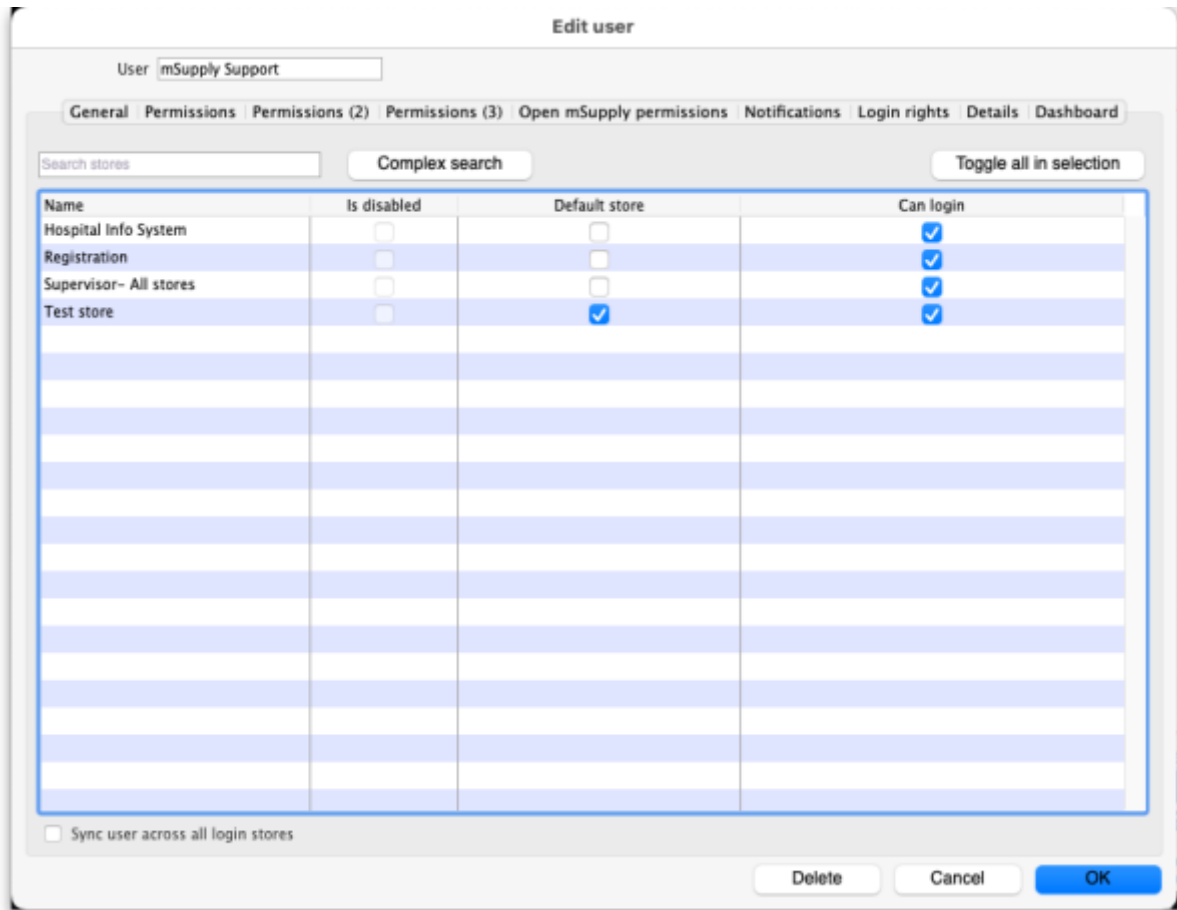 Edit user
User mSupply Support
General Permissions Permissions (2) Permissions (3) Open mSupply permissions Notifications Login rights Details Dashboard
Search stores Complex search Toggle all in selection
Name Is disabled Default store Can login
Hospital Info System
Registration
Supervisor- All stores
Test store
Sync user across all login stores
Delete Cancel OK